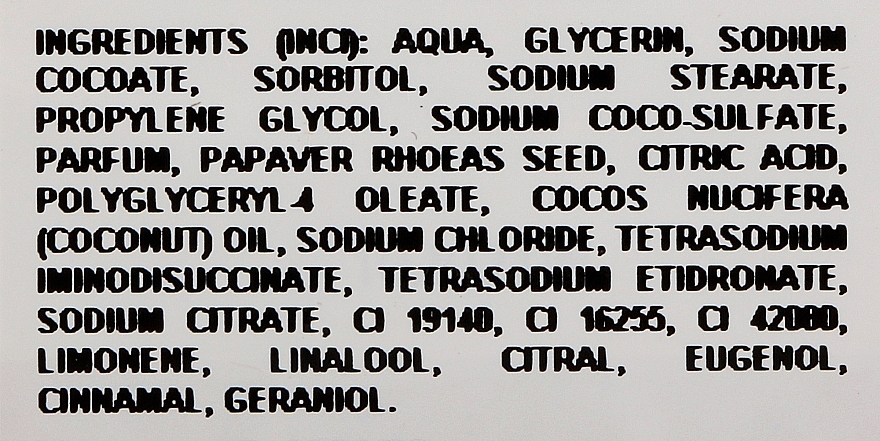 INGREDIENTS (INCI): AQUA, GLYCERIN, SODIUM
COCOATE, SORBITOL, SODIUM STEARATE,
PROPYLENE GLYCOL, SODIUM COCO-SULFATE,
PARFUM, PAPAVER RHOEAS SEED, CITRIC ACID,
POLYGLYCERYL-4 OLEATE, COCOS NUCIFERA
(COCONUT) OIL, SODIUM CHLORIDE, TETRASODIUM
IMINODISUCCINATE, TETRASODIUM ETIDRONATE,
SODIUM CITRATE, CI 19140, CI 16255, CI 42080,
LIMONENE, LINALOOL, CITRAL, EUGENOL,
CINNAMAL, GERANIOL.